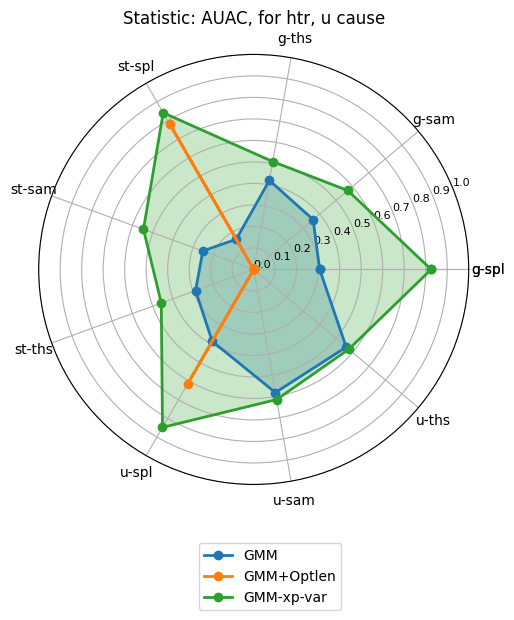 Statistic: AUAC, for htr, u cause
g-ths
st-spl
g-sam
st-sam
1.0
0.9
0.8
0.7
0.6
0.5
0.4
0.3
0.2
0.1
0.0
g-spl
st-ths
u-ths
u-spl
u-sam
GMM
GMM+Optlen
GMM-xp-var